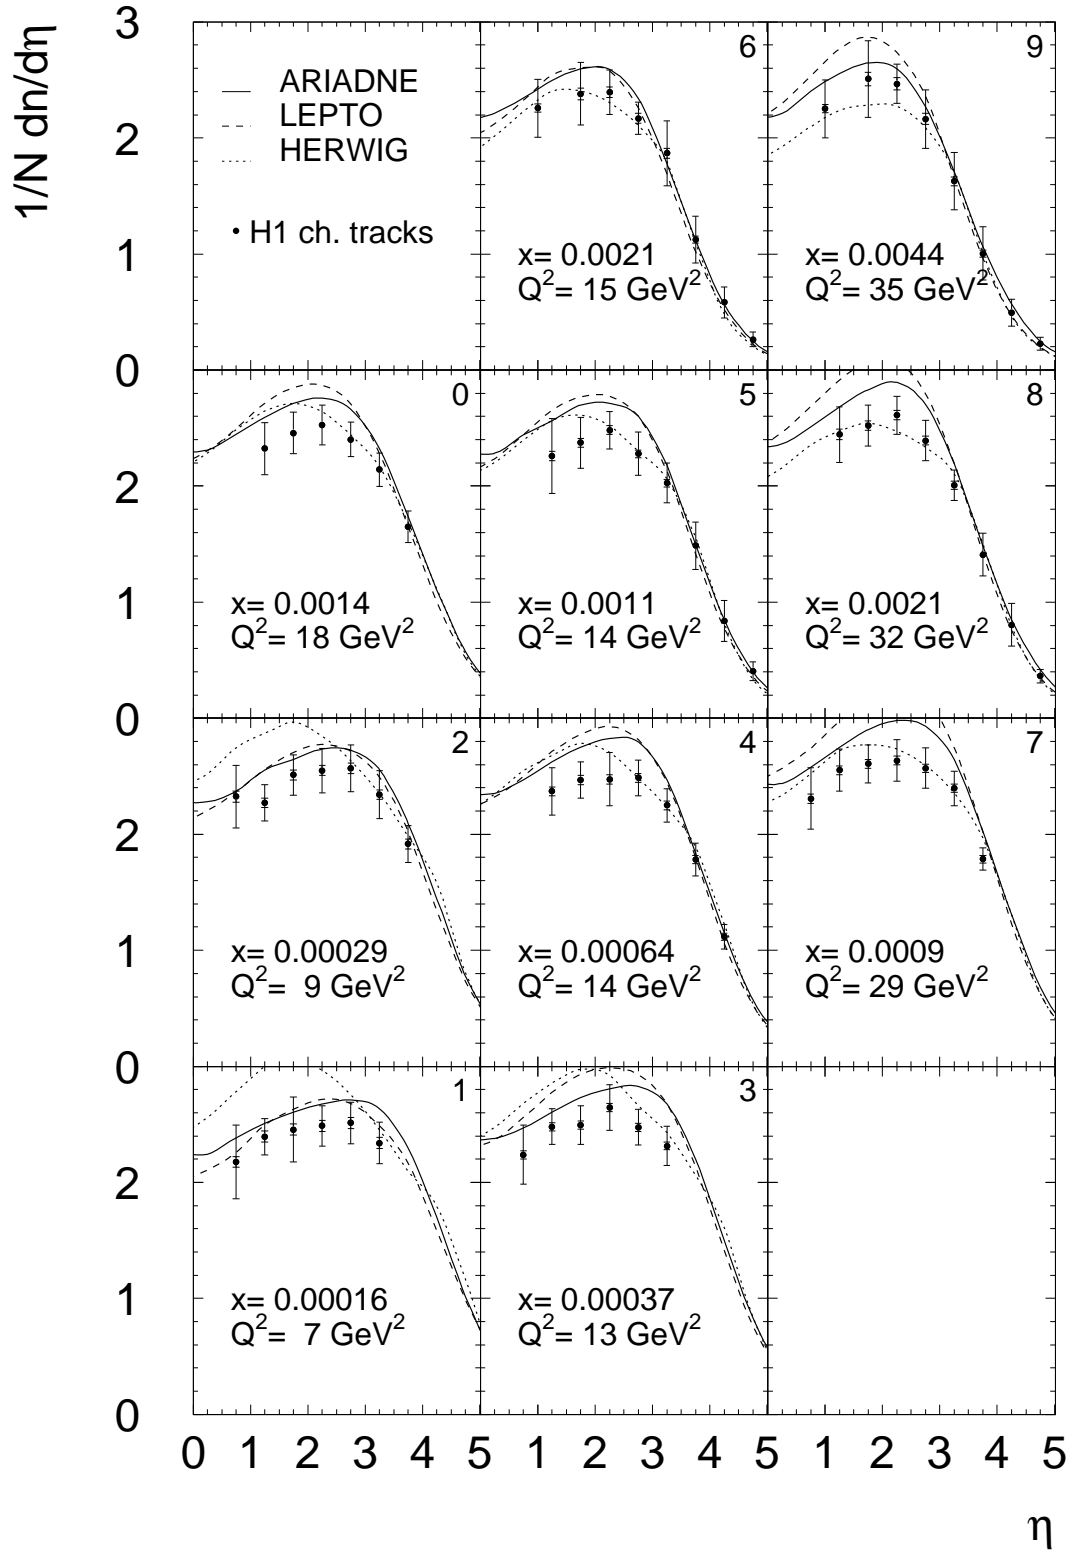 1/N dn/dη
3
2
1
0
2
1
0
2
1
0
2
1
0
ARIADNE
LEPTO
HERWIG
H1 ch. tracks
6
x= 0.0021
Q²= 15 GeV²
9
x= 0.0044
Q²= 35 GeV²
0
x= 0.0014
Q²= 18 GeV²
5
x= 0.0011
Q²= 14 GeV²
8
x= 0.0021
Q²= 32 GeV²
2
x= 0.00029
Q²= 9 GeV²
4
x= 0.00064
Q²= 14 GeV²
7
x= 0.0009
Q²= 29 GeV²
1
x= 0.00016
Q²= 7 GeV²
3
x= 0.00037
Q²= 13 GeV²
0 1 2 3 4 5 1 2 3 4 5 1 2 3 4 5
η